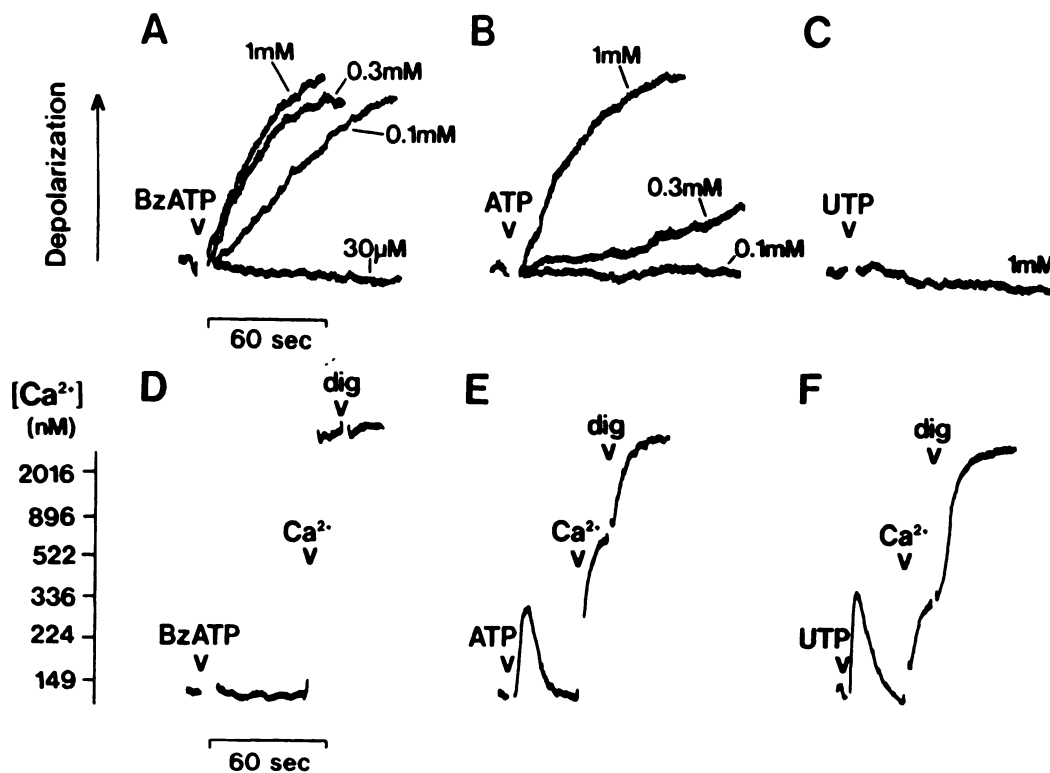 A
1mM
0.3mM
0.1mM
BzATP
30µM
60 sec
Depolarization
B
1mM
ATP
0.3mM
0.1mM
C
UTP
1mM
[Ca²⁺]
(nM)
2016
896
522
336
224
149
D
dig
Ca²⁺
BzATP
60 sec
E
dig
Ca²⁺
ATP
F
dig
Ca²⁺
UTP